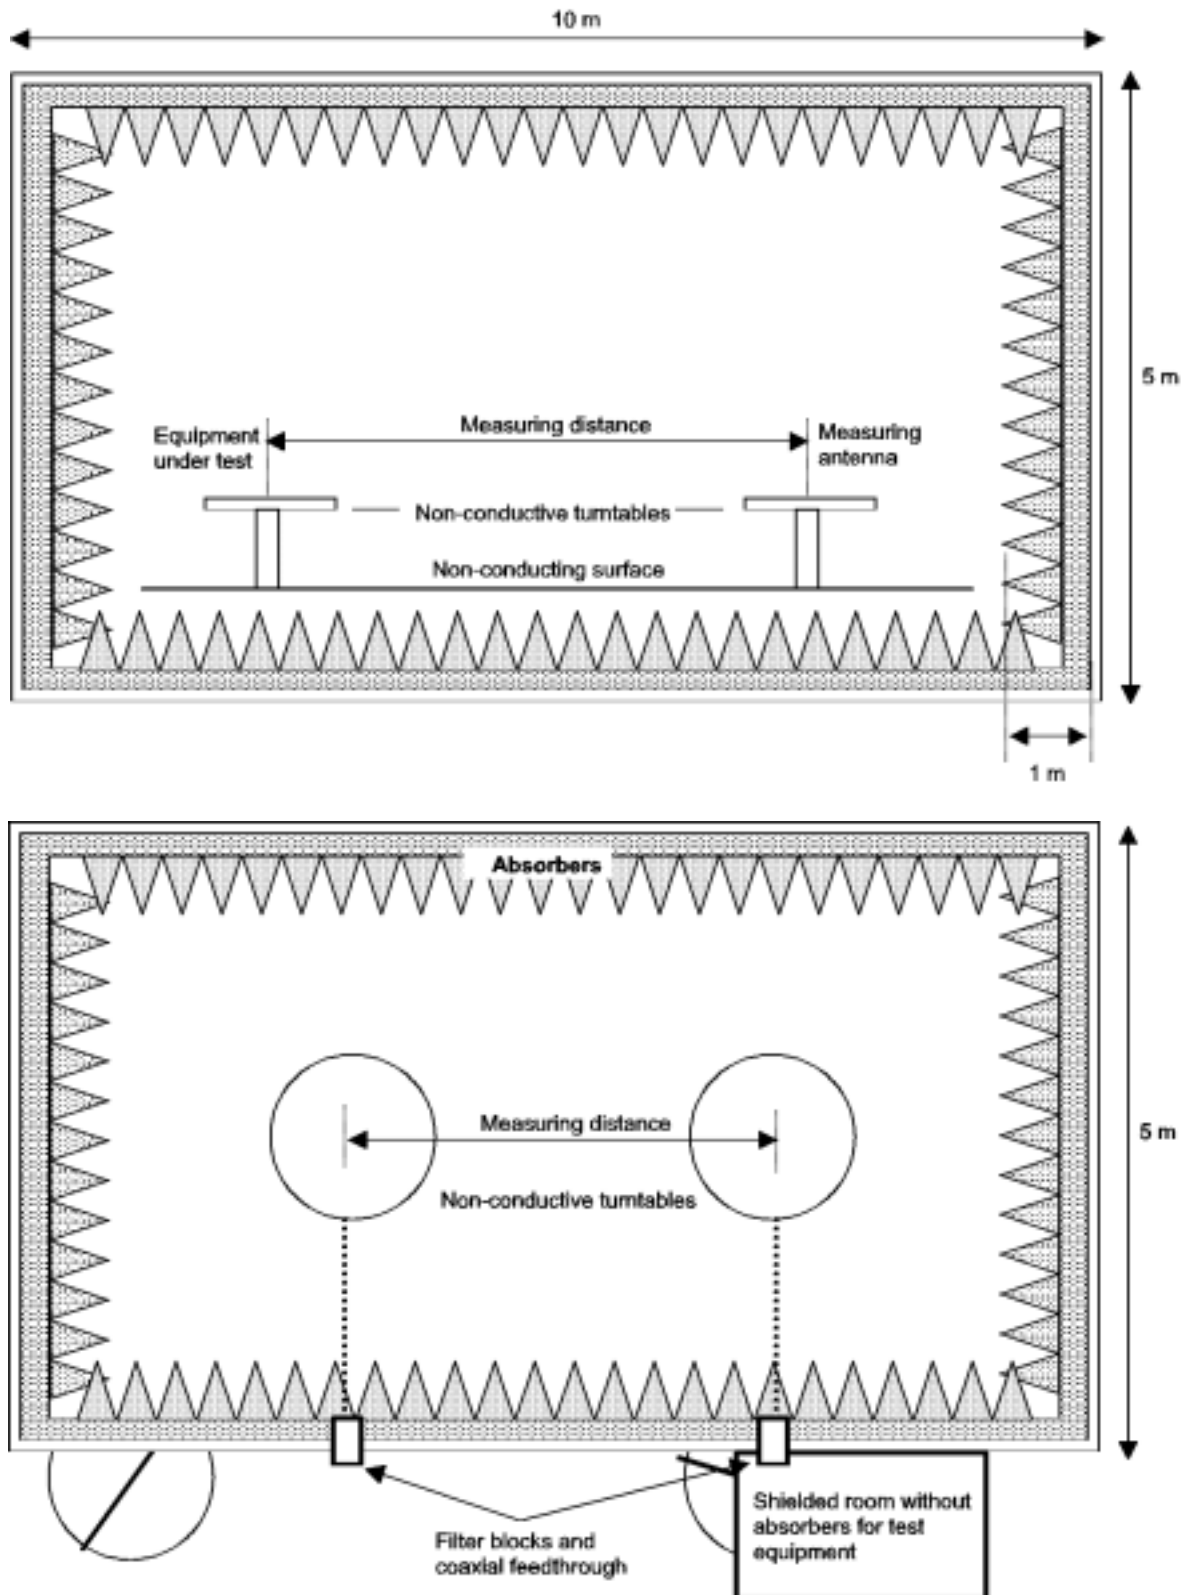 10 m
5 m
Equipment
under test
Measuring distance
Measuring
antenna
Non-conductive turntables
Non-conducting surface
1 m
Absorbers
5 m
Measuring distance
Non-conductive turntables
Filter blocks and
coaxial feedthrough
Shielded room without
absorbers for test
equipment